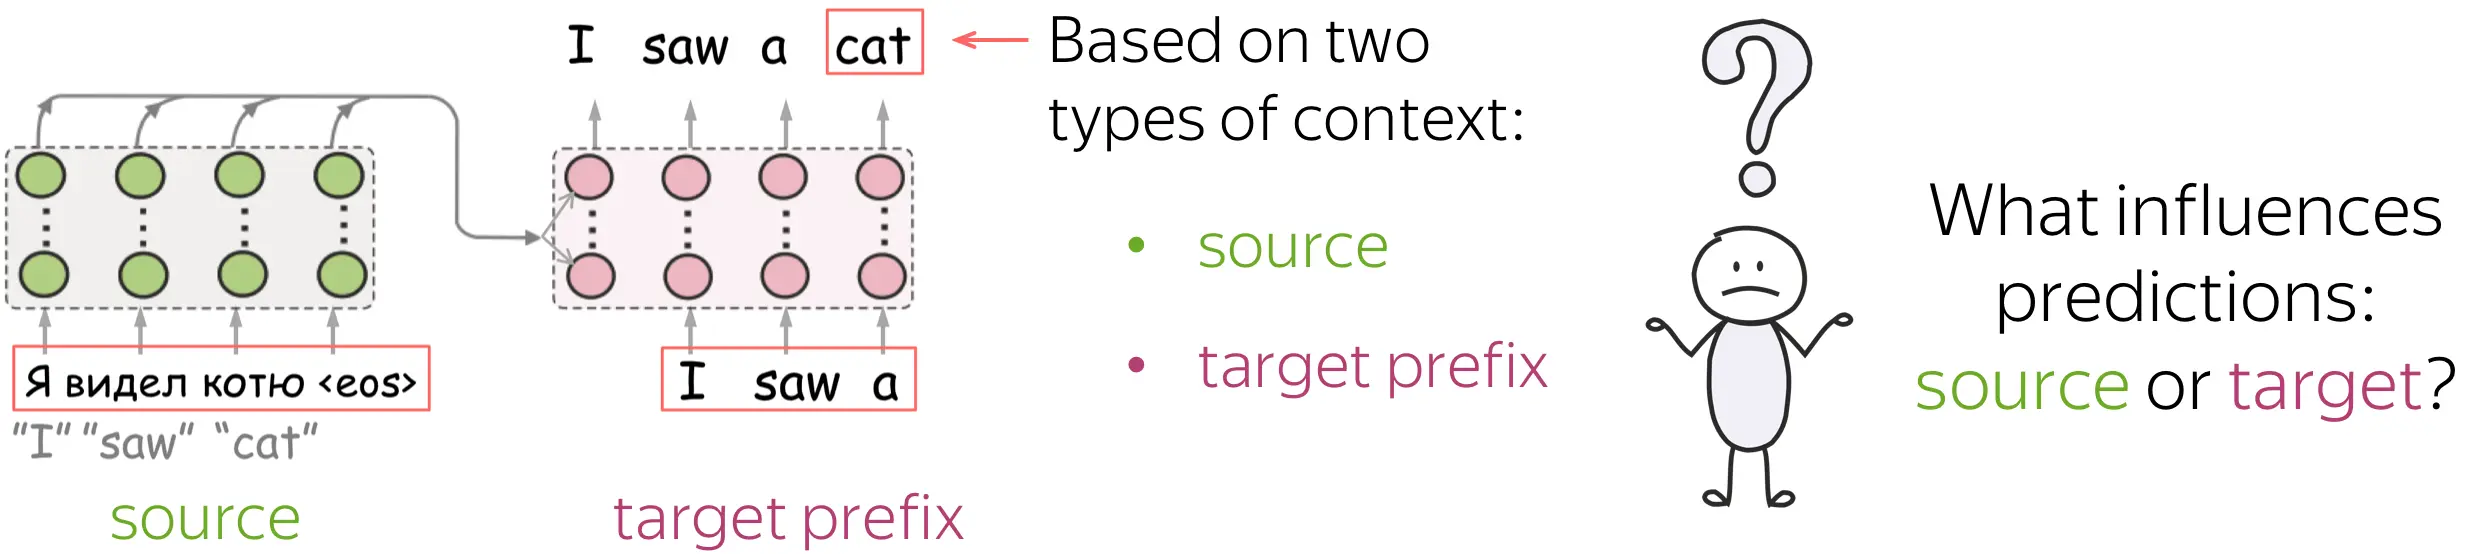 I saw a cat
Based on two
types of context:
• source
• target prefix
Я видел котю <eos>
"I" "saw" "cat"
source
I saw a
target prefix
?
What influences
predictions:
source or target?